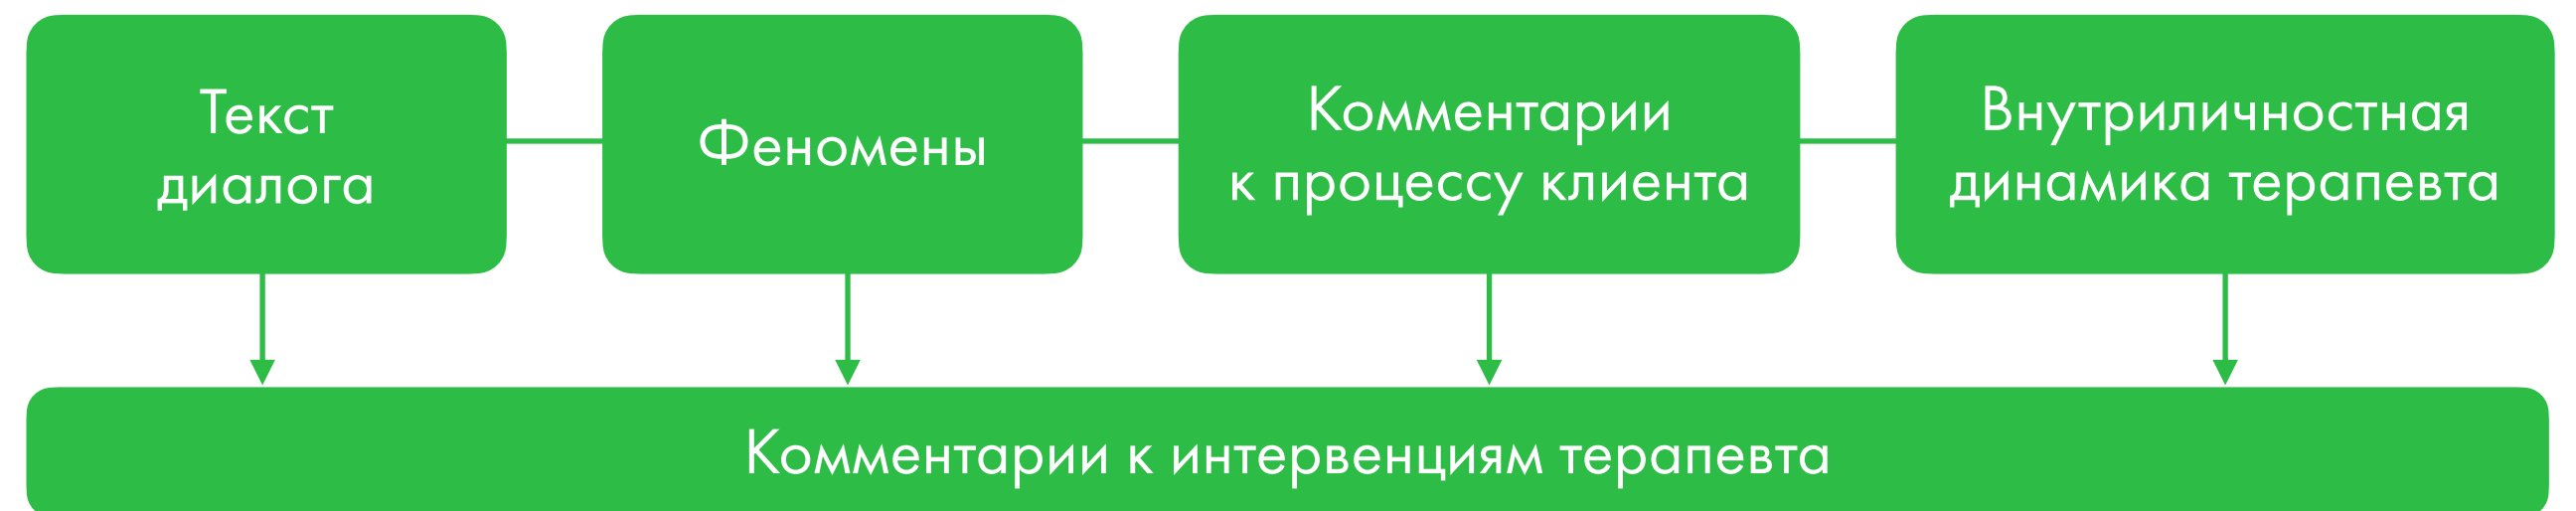 Текст
диалога
Феномены
Комментарии
к процессу клиента
Внутриличностная
динамика терапевта
Комментарии к интервенциям терапевта